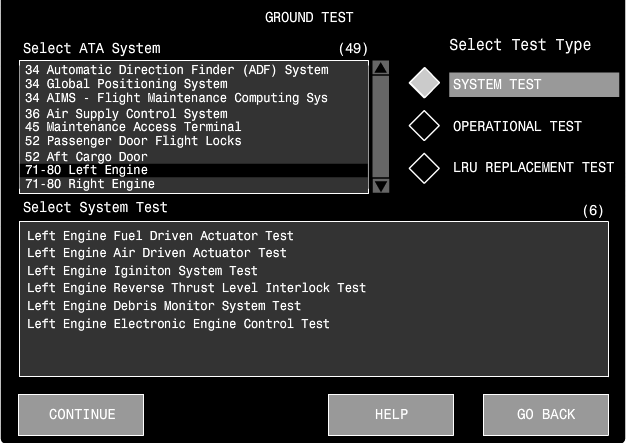 GROUND TEST
Select ATA System (49)
34 Automatic Direction Finder (ADF) System
34 Global Positioning System
34 AIMS - Flight Maintenance Computing Sys
36 Air Supply Control System
45 Maintenance Access Terminal
52 Passenger Door Flight Locks
52 Aft Cargo Door
71-80 Left Engine
71-80 Right Engine
Select Test Type
SYSTEM TEST
OPERATIONAL TEST
LRU REPLACEMENT TEST
Select System Test (6)
Left Engine Fuel Driven Actuator Test
Left Engine Air Driven Actuator Test
Left Engine Iginiton System Test
Left Engine Reverse Thrust Level Interlock Test
Left Engine Debris Monitor System Test
Left Engine Electronic Engine Control Test
CONTINUE HELP GO BACK